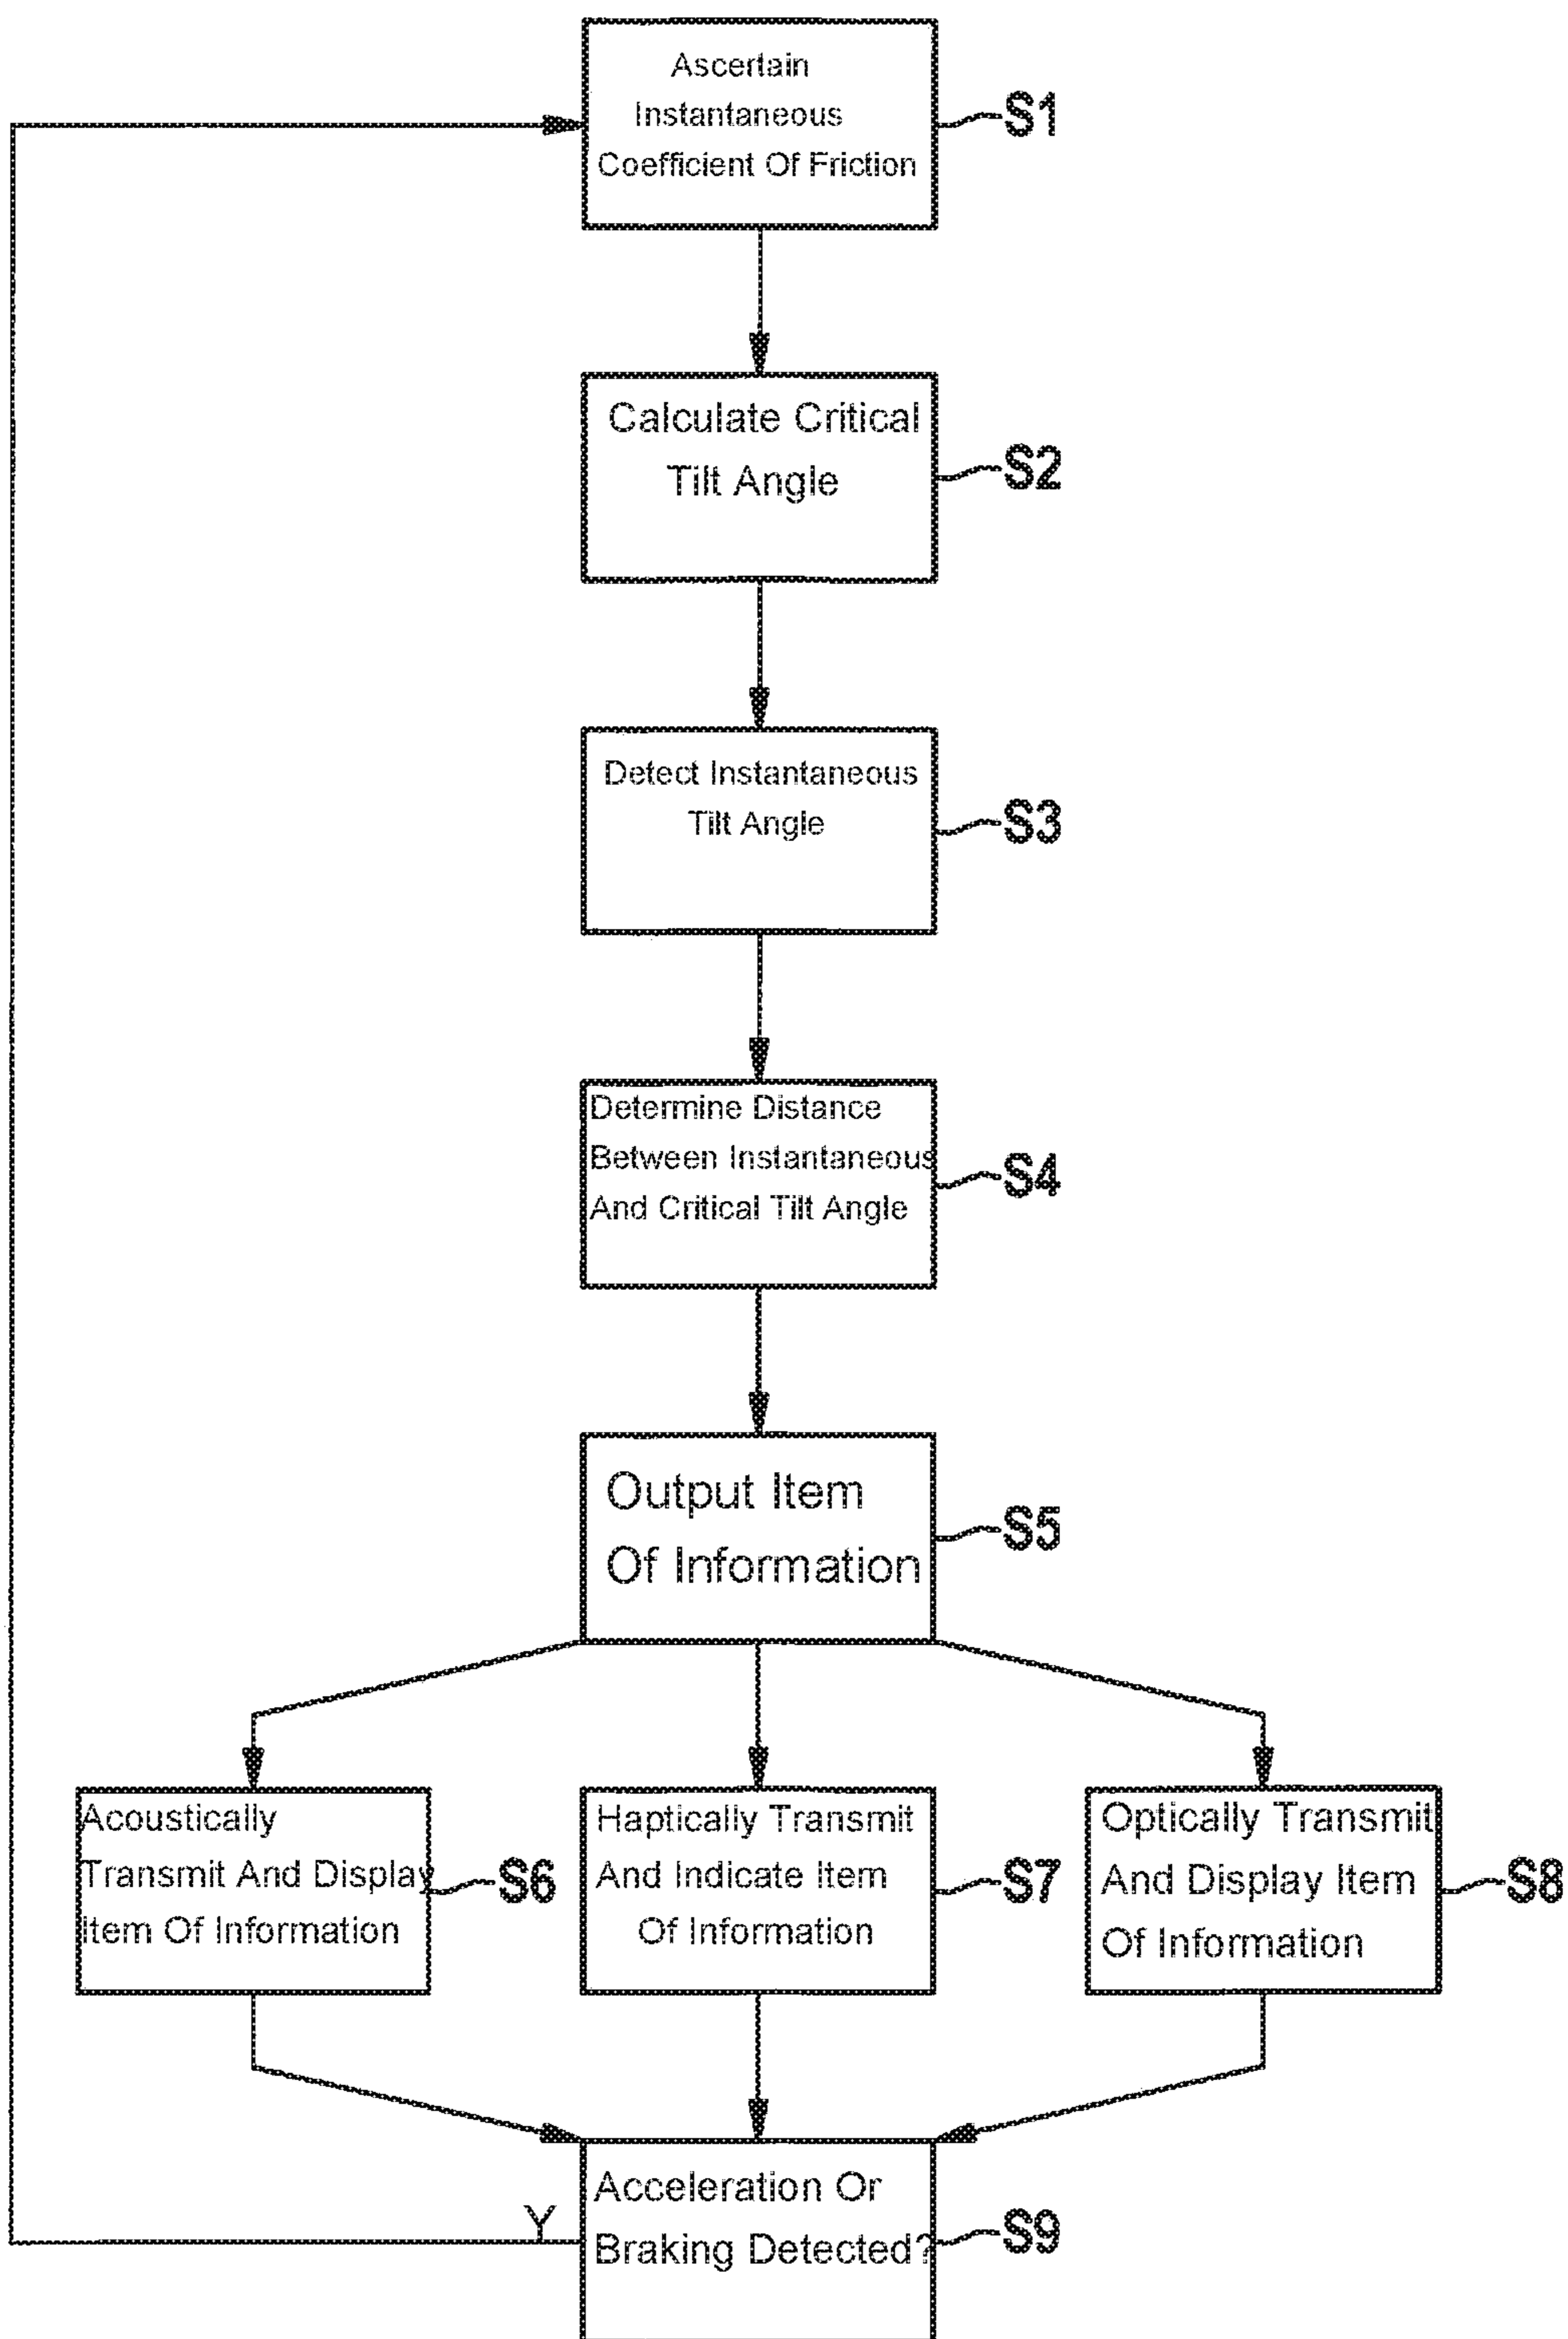 Ascertain
Instantaneous
Coefficient Of Friction
S1
Calculate Critical
Tilt Angle
S2
Detect Instantaneous
Tilt Angle
S3
Determine Distance
Between Instantaneous
And Critical Tilt Angle
S4
Output Item
Of Information
S5
Acoustically
Transmit And Display
Item Of Information
S6
Haptically Transmit
And Indicate Item
Of Information
S7
Optically Transmit
And Display Item
Of Information
S8
Y
Acceleration Or
Braking Detected?
S9